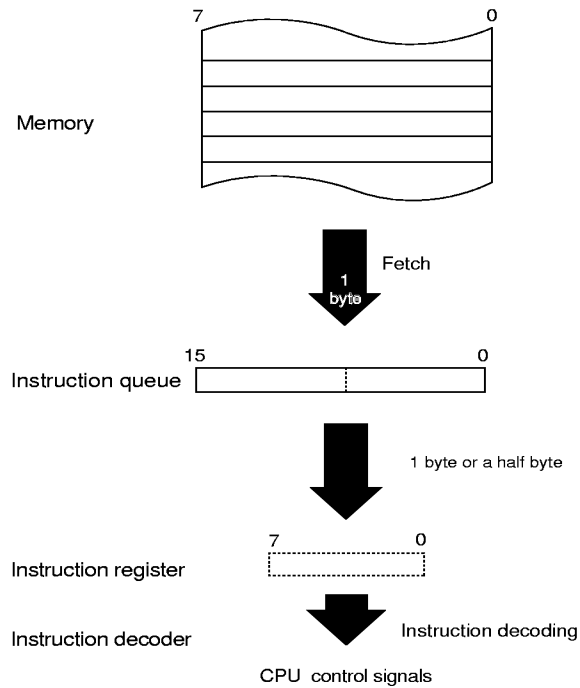 7 0
Memory
Fetch
1
byte
15 0
Instruction queue
1 byte or a half byte
7 0
Instruction register
Instruction decoding
Instruction decoder
CPU control signals